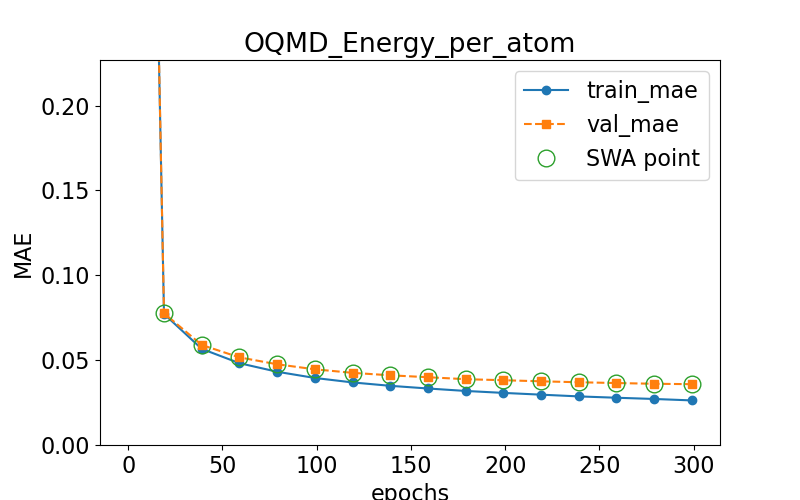 OQMD_Energy_per_atom
train_mae
val_mae
SWA point
MAE
0.20
0.15
0.10
0.05
0.00
0 50 100 150 200 250 300
epochs